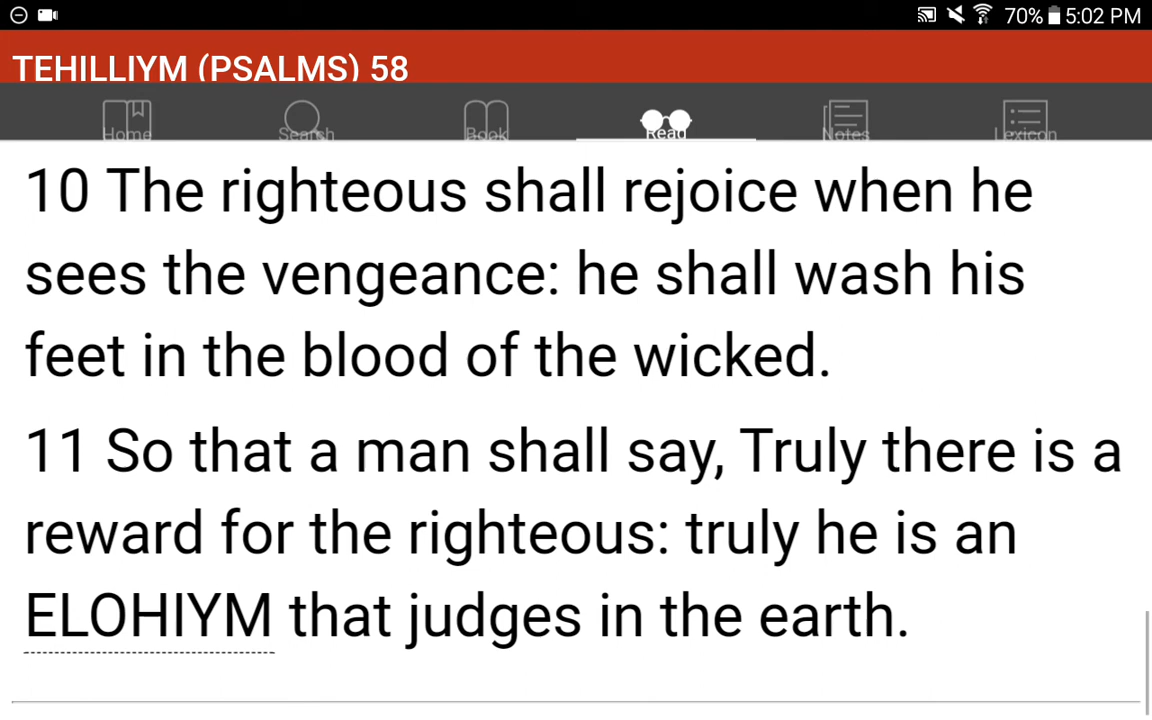 70% 5:02 PM
TEHILLIYM (PSALMS) 58
Home Search Book Read Notes Lexicon
10 The righteous shall rejoice when he
sees the vengeance: he shall wash his
feet in the blood of the wicked.
11 So that a man shall say, Truly there is a
reward for the righteous: truly he is an
ELOHIYM that judges in the earth.